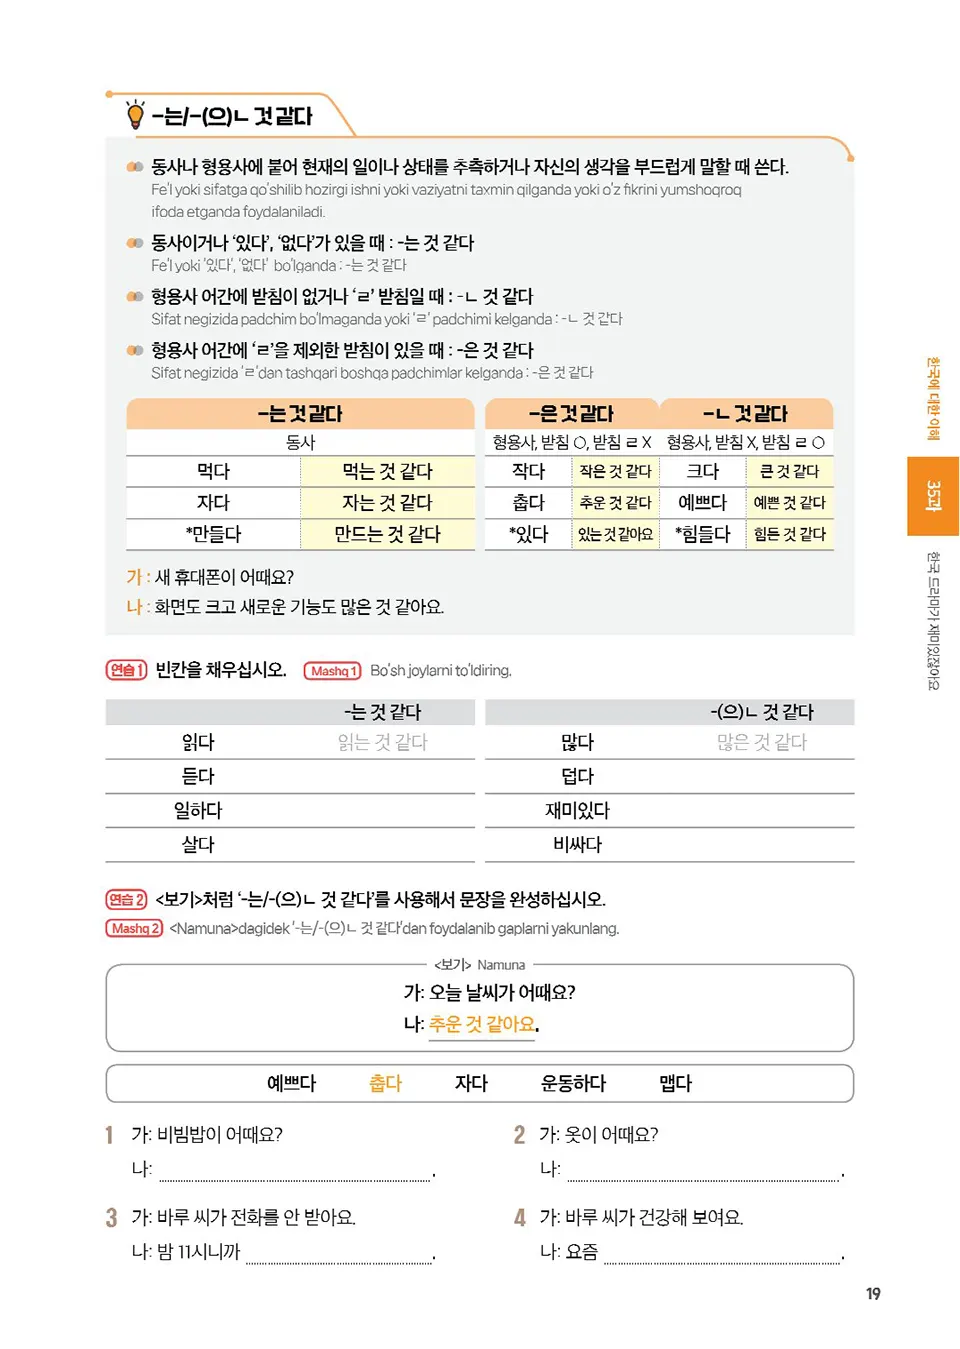 -는/-(으)ㄴ 것 같다
동사나 형용사에 붙어 현재의 일이나 상태를 추측하거나 자신의 생각을 부드럽게 말할 때 쓴다.
Fe'l yoki sifatga qo'shilib hozirgi ishni yoki vaziyatni taxmin qilganda yoki o'z fikrini yumshoqroq
ifoda etganda foydalaniladi.
동사이거나 '있다', '없다'가 있을 때 : -는 것 같다
Fe'l yoki '있다', '없다' bo'lganda : -는 것 같다
형용사 어간에 받침이 없거나 'ㄹ' 받침일 때 : -ㄴ 것 같다
Sifat negizida padchim bo'lmaganda yoki 'ㄹ' padchimi kelganda : -ㄴ 것 같다
형용사 어간에 'ㄹ'을 제외한 받침이 있을 때 : -은 것 같다
Sifat negizida 'ㄹ'dan tashqari boshqa padchimlar kelganda : -은 것 같다
-는 것 같다 -은 것 같다 -ㄴ 것 같다
동사 형용사, 받침 ○, 받침 ㄹ X 형용사, 받침 X, 받침 ㄹ ○
먹다 먹는 것 같다 작다 작은 것 같다 크다 큰 것 같다
자다 자는 것 같다 춥다 추운 것 같다 예쁘다 예쁜 것 같다
*만들다 만드는 것 같다 *있다 있는 것 같아요 *힘들다 힘든 것 같다
가 : 새 휴대폰이 어때요?
나 : 화면도 크고 새로운 기능도 많은 것 같아요.
연습 1 빈칸을 채우십시오. Mashq 1 Bo'sh joylarni to'ldiring.
-는 것 같다 -(으)ㄴ 것 같다
읽다 읽는 것 같다 많다 많은 것 같다
듣다 덥다
일하다 재미있다
살다 비싸다
연습 2 <보기>처럼 '-는/-(으)ㄴ 것 같다'를 사용해서 문장을 완성하십시오.
Mashq 2 <Namuna>dagidek '-는/-(으)ㄴ 것 같다'dan foydalanib gaplarni yakunlang.
<보기> Namuna
가: 오늘 날씨가 어때요?
나: 추운 것 같아요.
예쁘다 춥다 자다 운동하다 맵다
1 가: 비빔밥이 어때요?
나: .
2 가: 옷이 어때요?
나: .
3 가: 바루 씨가 전화를 안 받아요.
나: 밤 11시니까 .
4 가: 바루 씨가 건강해 보여요.
나: 요즘 .
한국에 대한 이해
35과
한국 드라마가 재미있잖아요
19